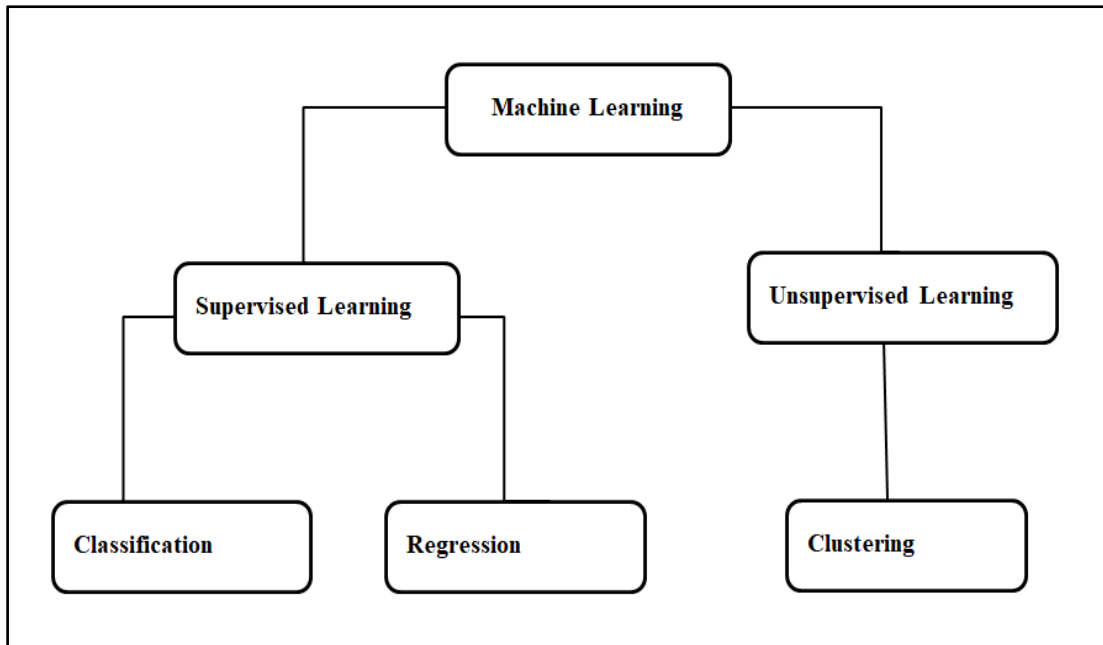 Machine Learning
Supervised Learning
Unsupervised Learning
Classification
Regression
Clustering